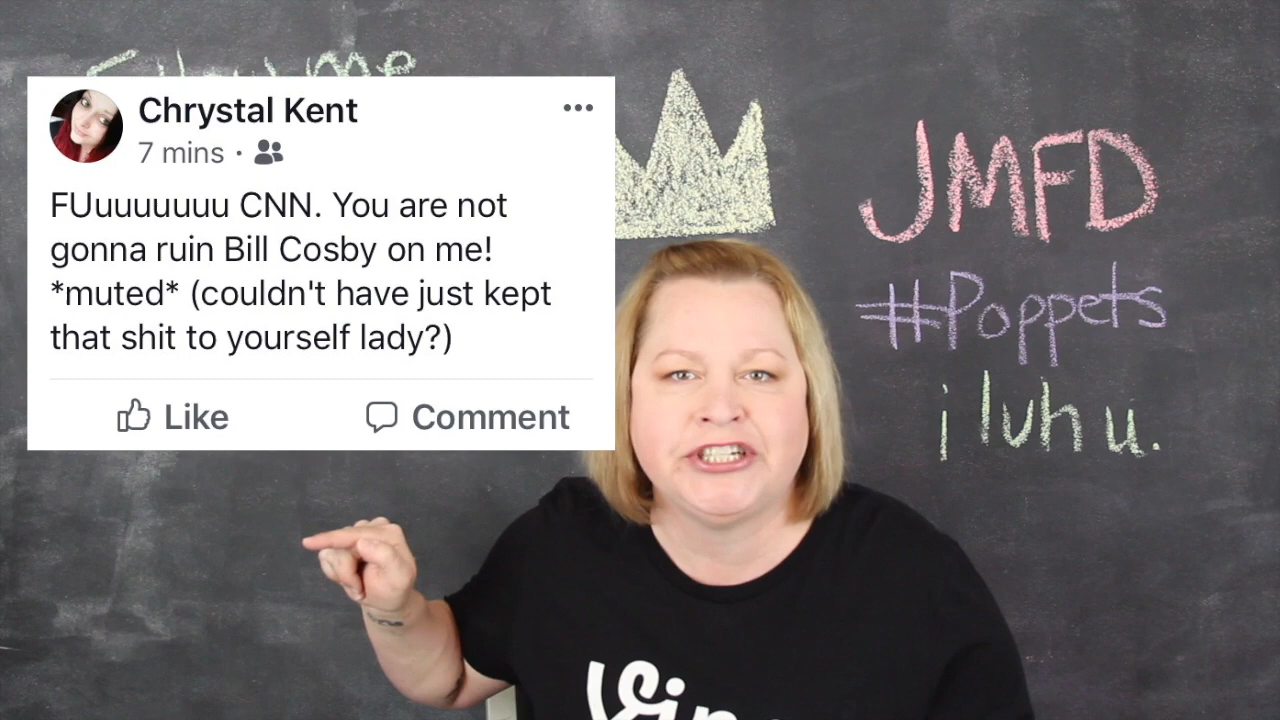 Chrystal Kent
7 mins ·
FUuuuuuuu CNN. You are not
gonna ruin Bill Cosby on me!
*muted* (couldn't have just kept
that shit to yourself lady?)
Like
Comment
JMFD
#Poppets
i luh u.